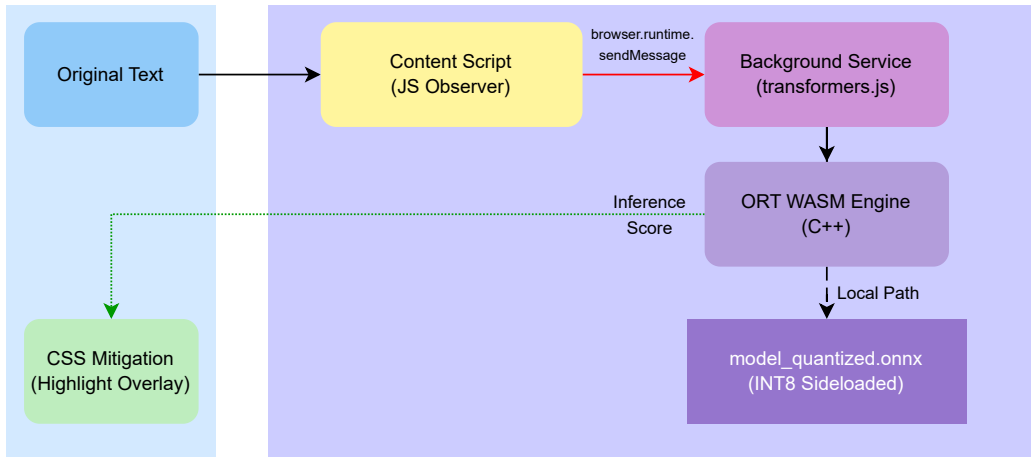 Original Text
Content Script
(JS Observer)
browser.runtime.
sendMessage
Background Service
(transformers.js)
Inference
Score
ORT WASM Engine
(C++)
Local Path
CSS Mitigation
(Highlight Overlay)
model_quantized.onnx
(INT8 Sideloaded)